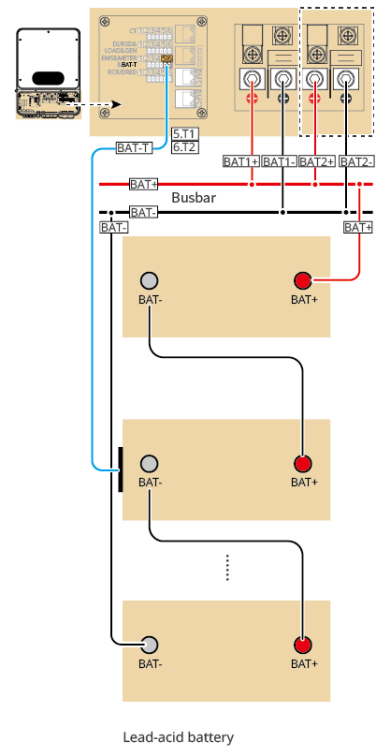 CT
DI/RSD&
LOAD&GEN
EMS&METER
&BAT-T
RCR/DRED
5.T1
BAT-T
6.T2
BAT1+ BAT1- BAT2+ BAT2-
BAT+
Busbar
BAT-
BAT- BAT+
BAT- BAT+
BAT- BAT+
BAT- BAT+
Lead-acid battery